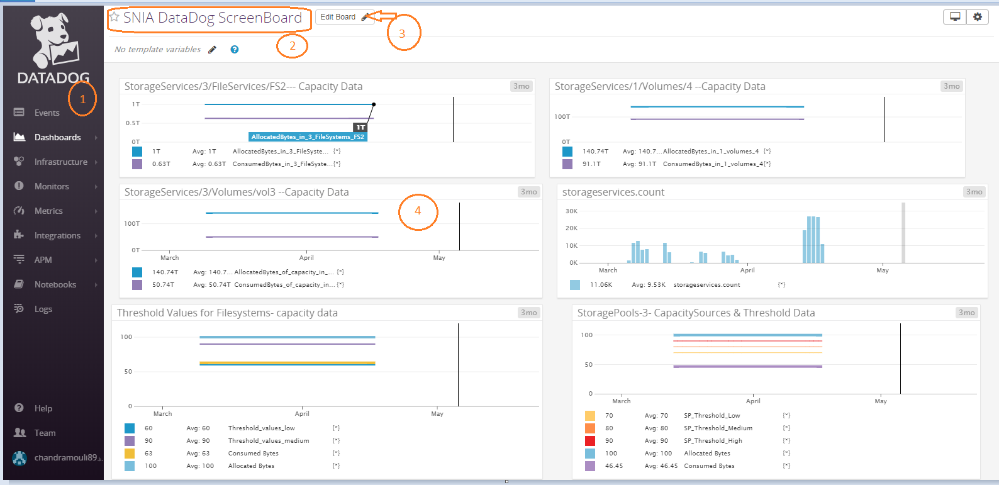 SNIA DataDog ScreenBoard
Edit Board
3
2
No template variables
?
DATADOG
1
Events
Dashboards
Infrastructure
Monitors
Metrics
Integrations
APM
Notebooks
Logs
Help
Team
chandramouli89...
StorageServices/3/FileServices/FS2--- Capacity Data
3mo
1T
0.5T
0T
1T
AllocatedBytes_in_3_FileSystems_FS2
1T Avg: 1T AllocatedBytes_in_3_FileSyste... {*}
0.63T Avg: 0.63T ConsumedBytes_in_3_FileSyste...{*}
StorageServices/1/Volumes/4 --Capacity Data
3mo
100T
0T
140.74T Avg: 140.7... AllocatedBytes_in_1_volumes_4 {*}
91.1T Avg: 91.1T ConsumedBytes_in_1_volumes_4{*}
StorageServices/3/Volumes/vol3 --Capacity Data
3mo
4
100T
0T
March April May
140.74T Avg: 140.7... AllocatedBytes_of_capacity_in_... {*}
50.74T Avg: 50.74T ConsumedBytes_of_capacity_in... {*}
storageservices.count
3mo
30K
20K
10K
0K
March April May
11.06K Avg: 9.53K storageservices.count {*}
Threshold Values for Filesystems- capacity data
3mo
100
50
0
March April May
60 Avg: 60 Threshold_values_low {*}
90 Avg: 90 Threshold_values_medium {*}
63 Avg: 63 Consumed Bytes {*}
100 Avg: 100 Allocated Bytes {*}
StoragePools-3- CapacitySources & Threshold Data
3mo
100
50
0
March April May
70 Avg: 70 SP_Threshold_Low {*}
80 Avg: 80 SP_Threshold_Medium {*}
90 Avg: 90 SP_Threshold_High {*}
100 Avg: 100 Allocated Bytes {*}
46.45 Avg: 46.45 Consumed Bytes {*}